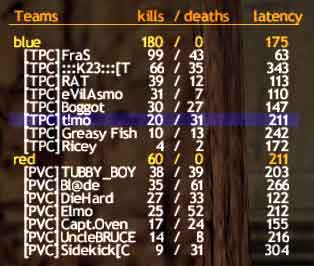 Teams kills / deaths latency
blue 180 / 0 175
[TPC]FraS 99 / 43 63
[TPC]:::K23:::[T 66 / 35 343
[TPC]RAT 39 / 12 113
[TPC]eVilAsmo 31 / 7 110
[TPC]Boggot 30 / 27 147
[TPC]t!mo 20 / 31 211
[TPC]Greasy Fish 10 / 13 242
[TPC]Ricey 4 / 2 172
red 60 / 0 211
[PVC]TUBBY_BOY 38 / 39 203
[PVC]Bl@de 35 / 61 266
[PVC]DieHard 27 / 33 122
[PVC]Elmo 25 / 52 212
[PVC]Capt.Oven 17 / 24 155
[PVC]UncleBRUCE 14 / 8 216
[PVC]Sidekick[C 9 / 31 304